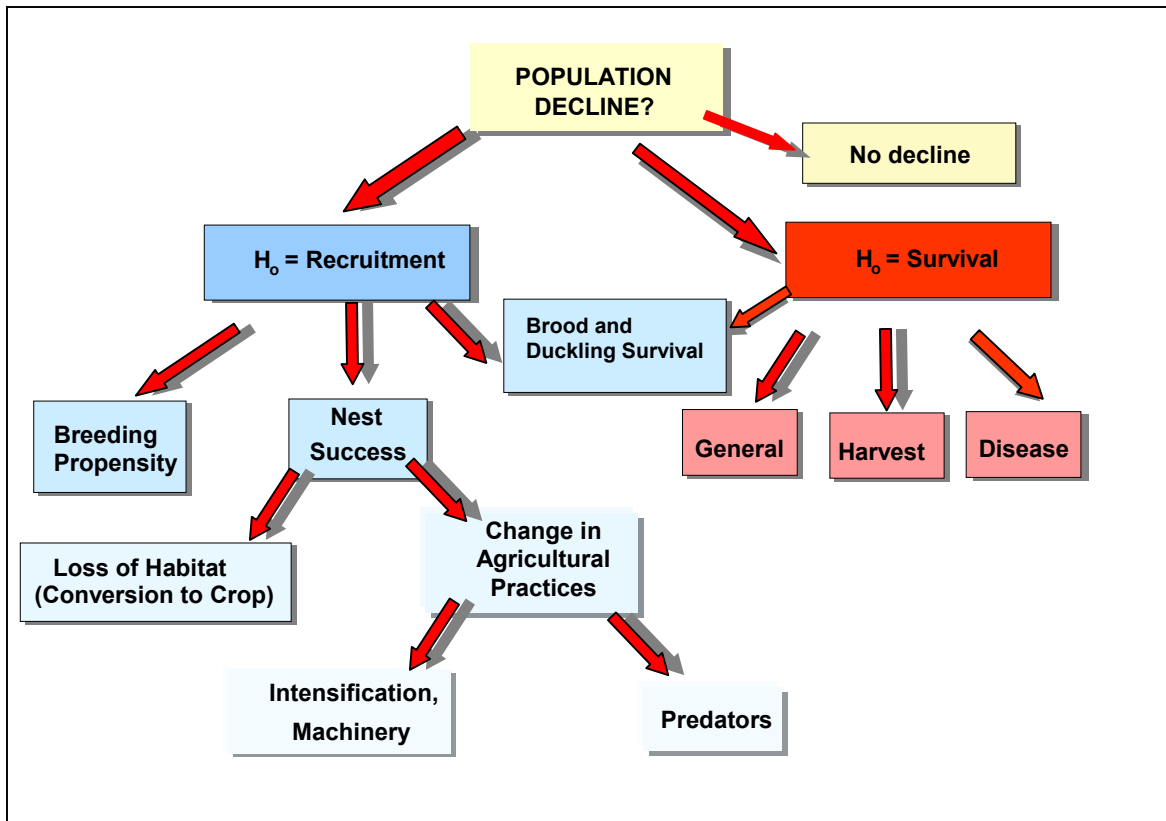 POPULATION
DECLINE?
No decline
Ho = Recruitment
Ho = Survival
Brood and
Duckling Survival
Breeding
Propensity
Nest
Success
General
Harvest
Disease
Loss of Habitat
(Conversion to Crop)
Change in
Agricultural
Practices
Intensification,
Machinery
Predators